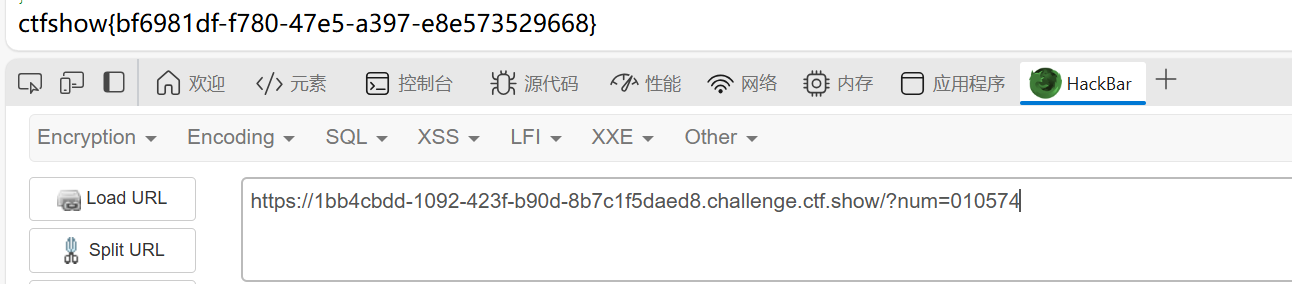 ctfshow{bf6981df-f780-47e5-a397-e8e573529668}
欢迎 元素 控制台 源代码 性能 网络 内存 应用程序 HackBar
Encryption Encoding SQL XSS LFI XXE Other
Load URL
https://1bb4cbdd-1092-423f-b90d-8b7c1f5daed8.challenge.ctf.show/?num=010574
Split URL